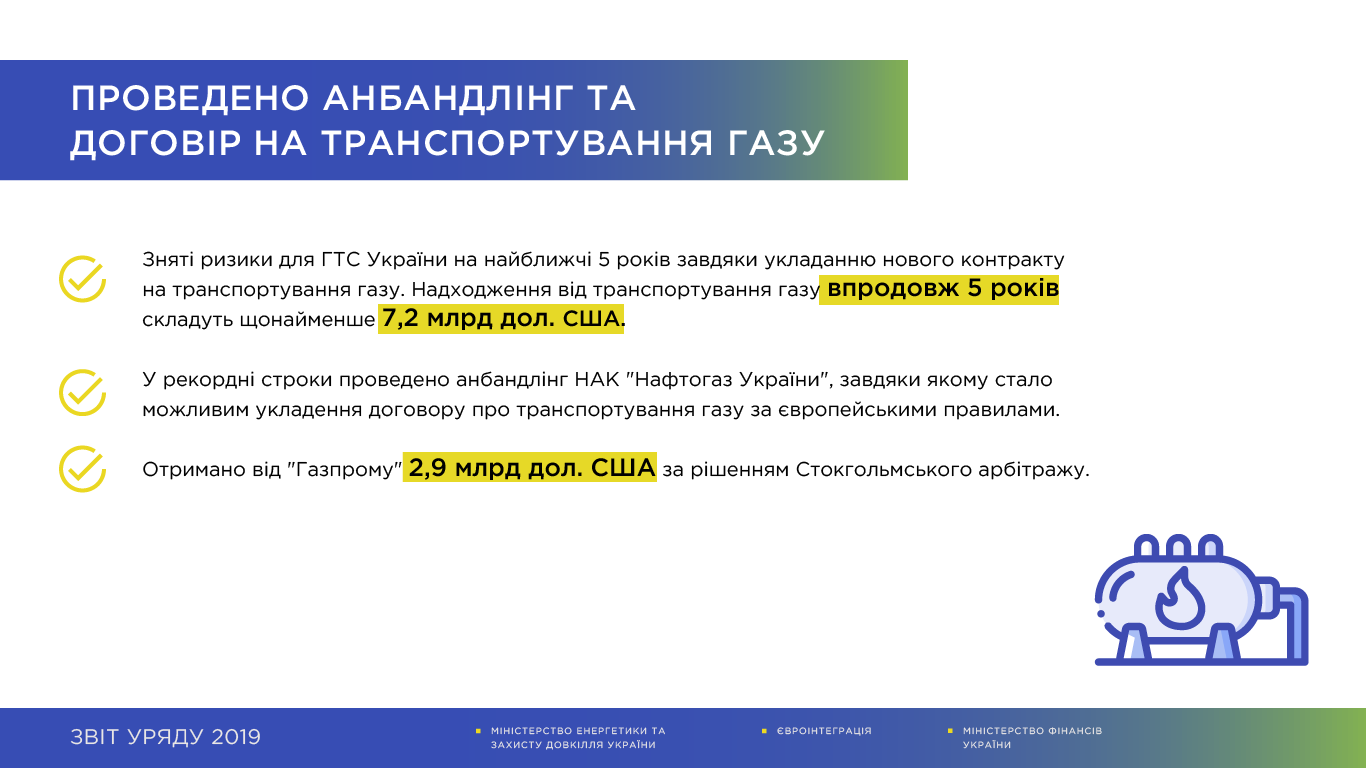 ПРОВЕДЕНО АНБАНДЛІНГ ТА
ДОГОВІР НА ТРАНСПОРТУВАННЯ ГАЗУ
Зняті ризики для ГТС України на найближчі 5 років завдяки укладанню нового контракту
на транспортування газу. Надходження від транспортування газу впродовж 5 років
складуть щонайменше 7,2 млрд дол. США.
У рекордні строки проведено анбандлінг НАК "Нафтогаз України", завдяки якому стало
можливим укладення договору про транспортування газу за європейськими правилами.
Отримано від "Газпрому" 2,9 млрд дол. США за рішенням Стокгольмського арбітражу.
ЗВІТ УРЯДУ 2019
МІНІСТЕРСТВО ЕНЕРГЕТИКИ ТА
ЗАХИСТУ ДОВКІЛЛЯ УКРАЇНИ
ЄВРОІНТЕГРАЦІЯ
МІНІСТЕРСТВО ФІНАНСІВ
УКРАЇНИ